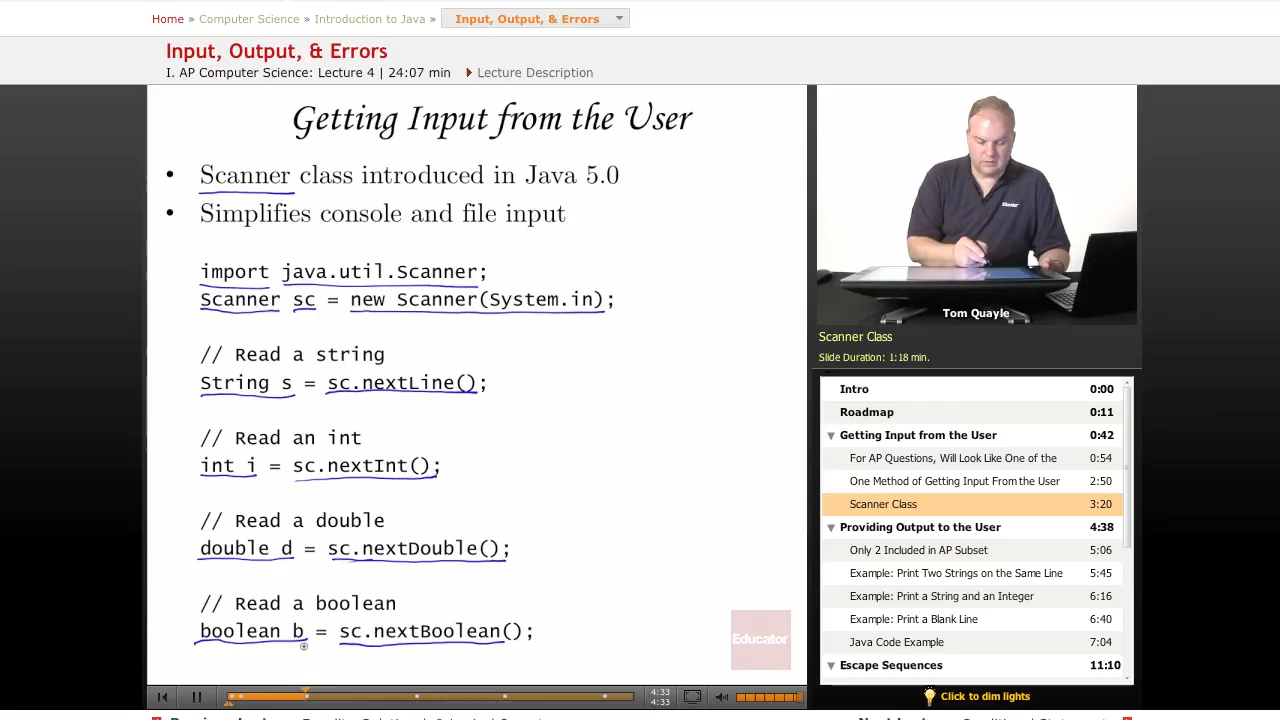 Home » Computer Science » Introduction to Java » Input, Output, & Errors
Input, Output, & Errors
I. AP Computer Science: Lecture 4 | 24:07 min Lecture Description
Getting Input from the User
• Scanner class introduced in Java 5.0
• Simplifies console and file input
import java.util.Scanner;
Scanner sc = new Scanner(System.in);
// Read a string
String s = sc.nextLine();
// Read an int
int i = sc.nextInt();
// Read a double
double d = sc.nextDouble();
// Read a boolean
boolean b = sc.nextBoolean();
Educator
4:33
4:33
Educator
Tom Quayle
Scanner Class
Slide Duration: 1:18 min.
Intro 0:00
Roadmap 0:11
Getting Input from the User 0:42
For AP Questions, Will Look Like One of the 0:54
One Method of Getting Input From the User 2:50
Scanner Class 3:20
Providing Output to the User 4:38
Only 2 Included in AP Subset 5:06
Example: Print Two Strings on the Same Line 5:45
Example: Print a String and an Integer 6:16
Example: Print a Blank Line 6:40
Java Code Example 7:04
Escape Sequences 11:10
Click to dim lights